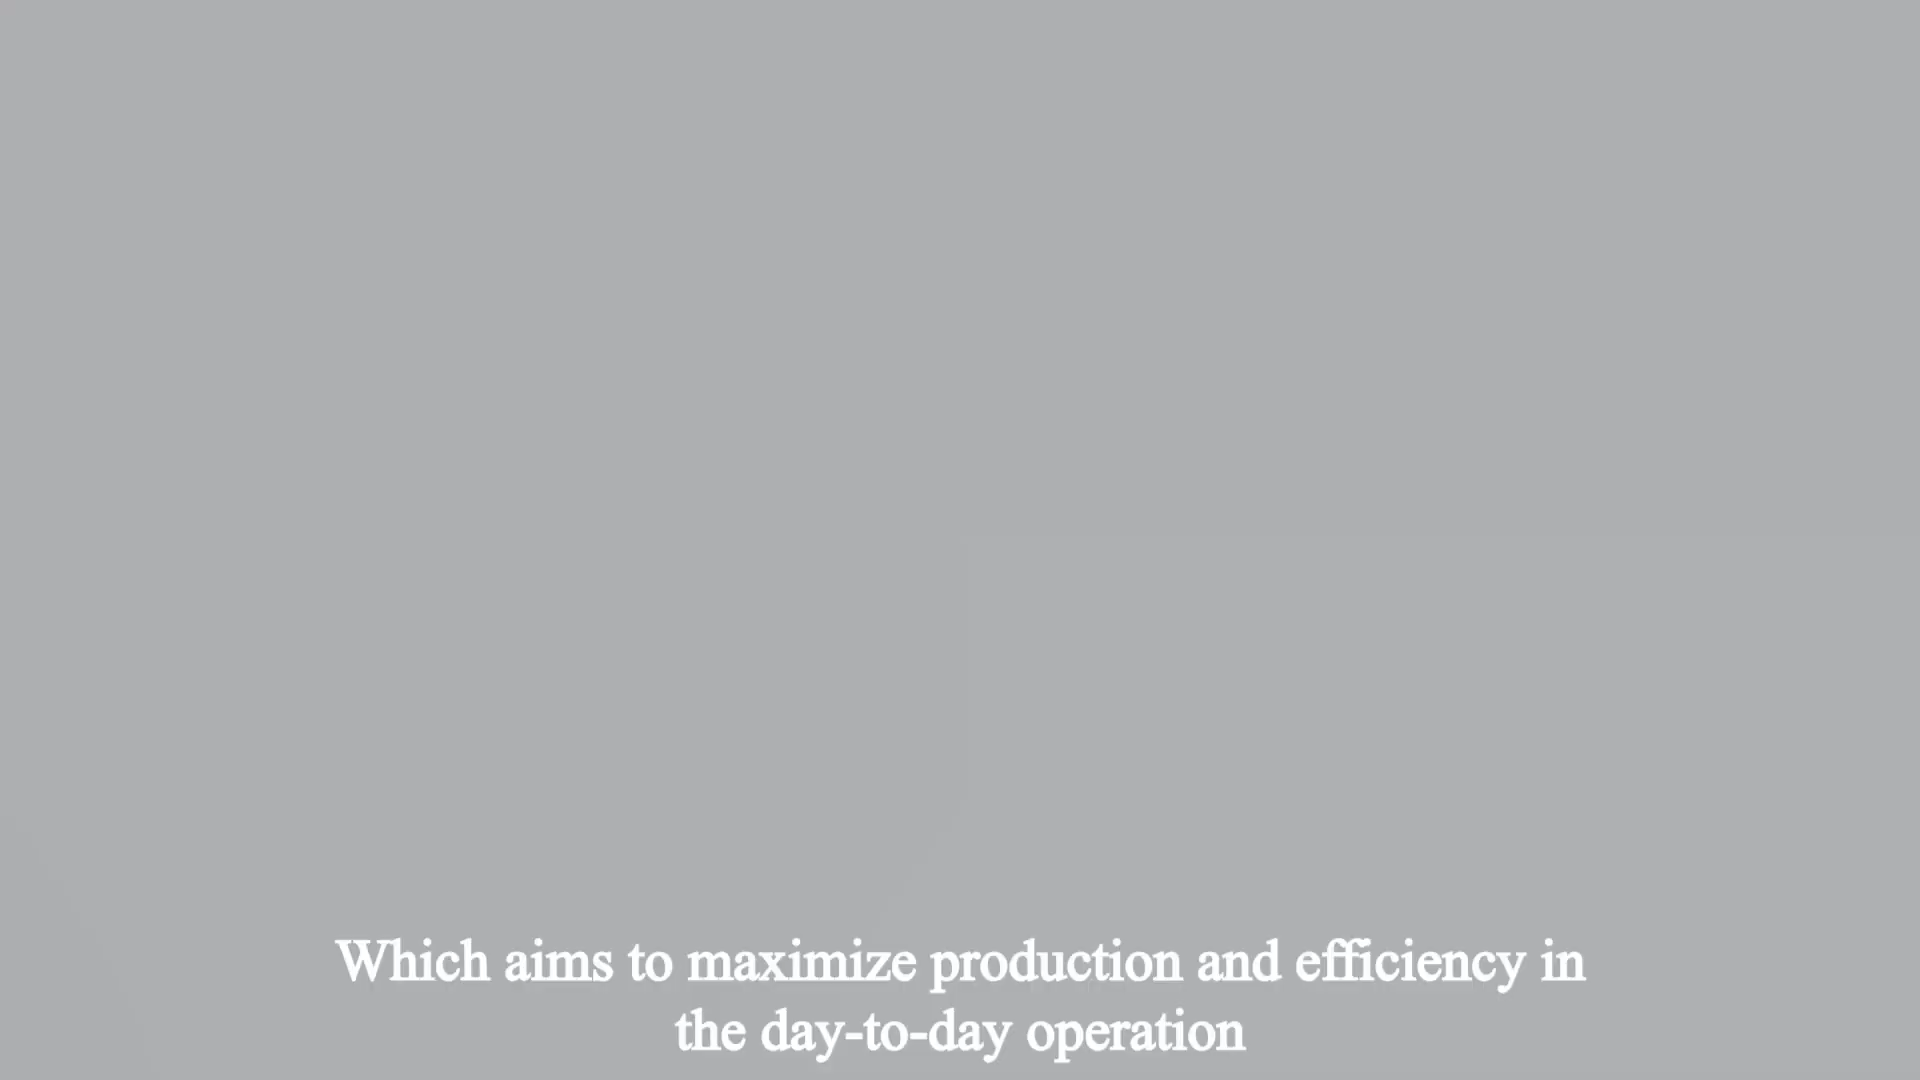 Which aims to maximize production and efficiency in
the day-to-day operation